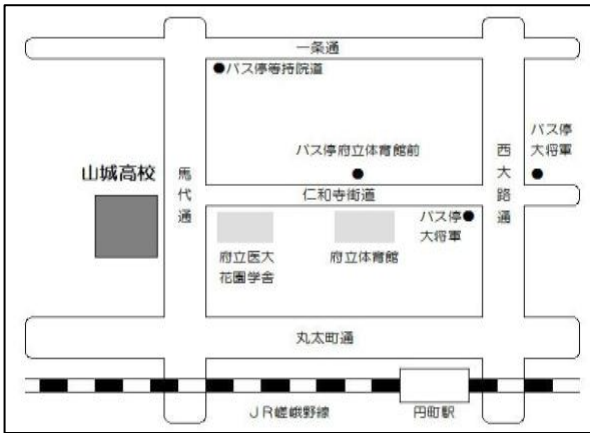 一条通
●バス停等持院道
バス停
大将軍
●
バス停府立体育館前
●
西大路通
山城高校
馬代通
仁和寺街道
バス停●
大将軍
府立医大
花園学舎
府立体育館
丸太町通
JR嵯峨野線
円町駅